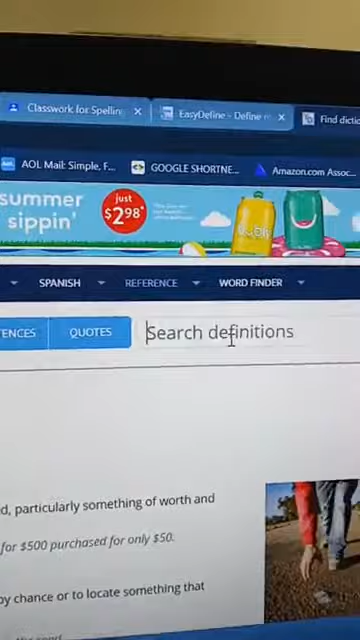 Classwork for Spellin
EasyDefine - Define
Find dictio
AOL Mail: Simple, F...
GOOGLE SHORTNE...
Amazon.com Assoc...
summer
sippin'
just
$2.98*
SPANISH
REFERENCE
WORD FINDER
ENCES
QUOTES
Search definitions
d, particularly something of worth and
for $500 purchased for only $50.
by chance or to locate something that